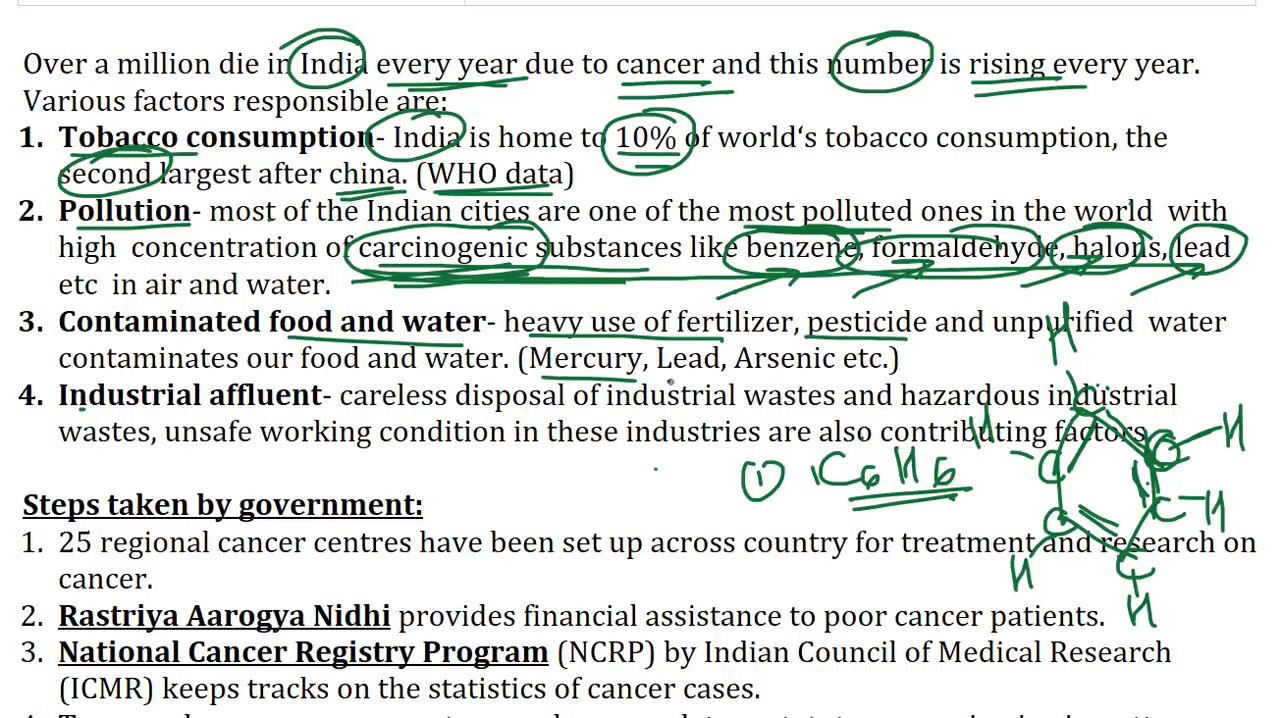 Over a million die in India every year due to cancer and this number is rising every year.
Various factors responsible are:
1. Tobacco consumption- India is home to 10% of world's tobacco consumption, the
second largest after china. (WHO data)
2. Pollution- most of the Indian cities are one of the most polluted ones in the world with
high concentration of carcinogenic substances like benzene, formaldehyde, halons, lead
etc in air and water.
3. Contaminated food and water- heavy use of fertilizer, pesticide and unpurified water
H
contaminates our food and water. (Mercury, Lead, Arsenic etc.)
4. Industrial affluent- careless disposal of industrial wastes and hazardous industrial
wastes, unsafe working condition in these industries are also contributing factors
H
H
① C6H6
C
C
C H
C
H
C
H
Steps taken by government:
1. 25 regional cancer centres have been set up across country for treatment and research on
cancer.
2. Rastriya Aarogya Nidhi provides financial assistance to poor cancer patients.
3. National Cancer Registry Program (NCRP) by Indian Council of Medical Research
(ICMR) keeps tracks on the statistics of cancer cases.